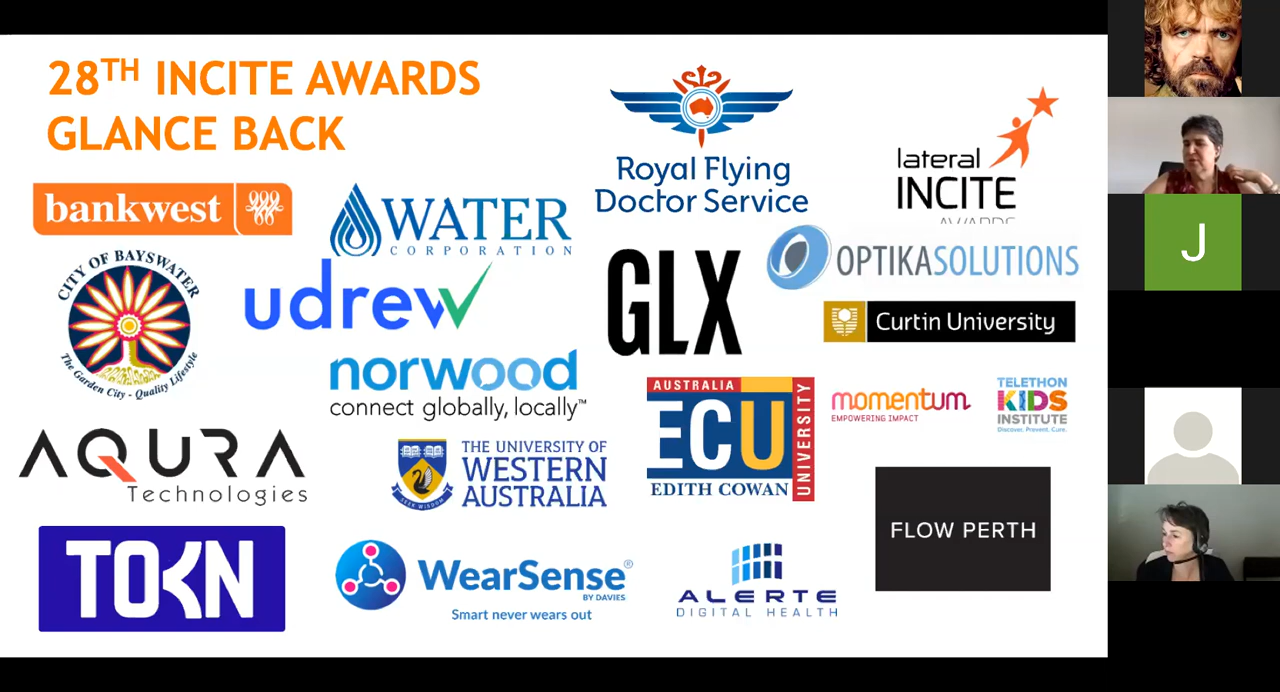 28TH INCITE AWARDS
GLANCE BACK
Royal Flying
Doctor Service
lateral
INCITE
AWARDS
bankwest
WATER
CORPORATION
CITY OF BAYSWATER
The Garden City - Quality Lifestyle
udrew
GLX
OPTIKASOLUTIONS
Curtin University
norwood
connect globally, locally™
AUSTRALIA
ECU
UNIVERSITY
EDITH COWAN
momentum
EMPOWERING IMPACT
TELETHON
KIDS
INSTITUTE
Discover. Prevent. Cure.
AQURA
Technologies
SEEK WISDOM
THE UNIVERSITY OF
WESTERN
AUSTRALIA
FLOW PERTH
TOKN
WearSense®
BY DAVIES
Smart never wears out
ALERTE
DIGITAL HEALTH
J